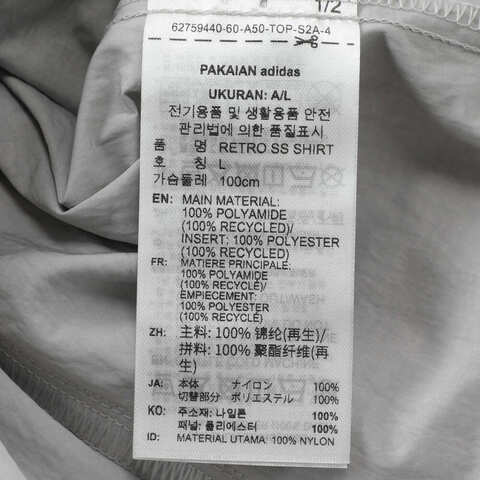 1/2
62759440-60-A50-TOP-S2A-4
PAKAIAN adidas
UKURAN: A/L
전기용품 및 생활용품 안전
관리법에 의한 품질표시
품 명: RETRO SS SHIRT
호 칭: L
가슴둘레: 100cm
EN: MAIN MATERIAL:
100% POLYAMIDE
(100% RECYCLED)/
INSERT: 100% POLYESTER
(100% RECYCLED)
FR: MATIERE PRINCIPALE:
100% POLYAMIDE
(100% RECYCLE)/
EMPIECEMENT:
100% POLYESTER
(100% RECYCLE)
ZH: 主料: 100% 锦纶(再生)/
拼料: 100% 聚酯纤维(再
生)
JA: 本体 ナイロン 100%
切替部分 ポリエステル 100%
KO: 주소재: 나일론 100%
패널: 폴리에스터 100%
ID: MATERIAL UTAMA: 100% NYLON